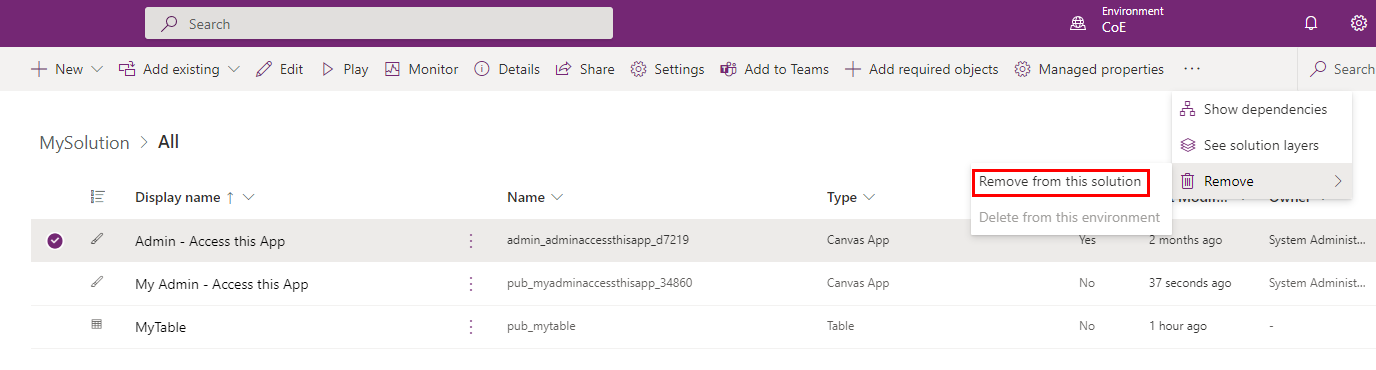 Search
Environment
CoE
New Add existing Edit Play Monitor Details Share Settings Add to Teams Add required objects Managed properties ... Search
Show dependencies
MySolution > All
See solution layers
Remove from this solution
Remove
Display name ↑ Name Type
Delete from this environment
Admin - Access this App admin_adminaccessthisapp_d7219 Canvas App Yes 2 months ago System Administ...
My Admin - Access this App pub_myadminaccessthisapp_34860 Canvas App No 37 seconds ago System Administ...
MyTable pub_mytable Table No 1 hour ago -